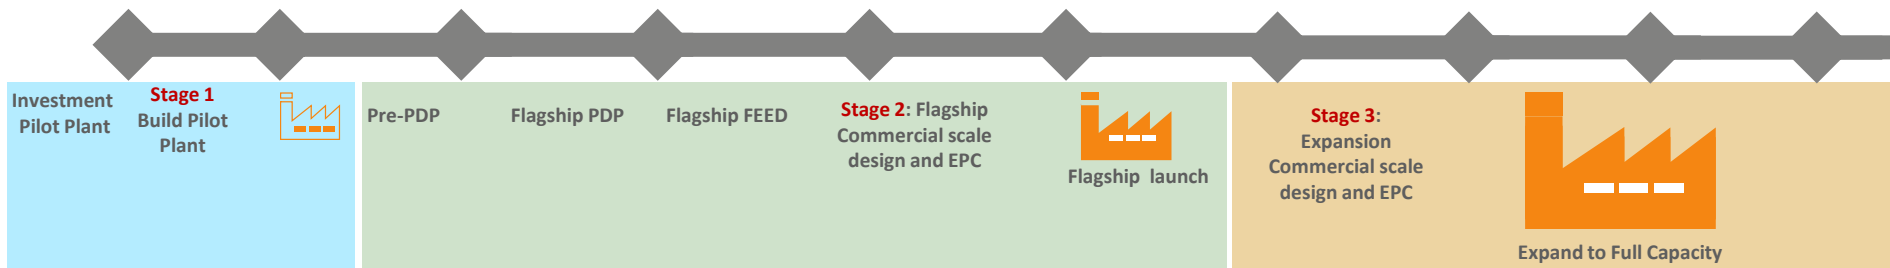 Investment
Pilot Plant
Stage 1
Build Pilot
Plant
Pre-PDP
Flagship PDP
Flagship FEED
Stage 2: Flagship
Commercial scale
design and EPC
Flagship launch
Stage 3:
Expansion
Commercial scale
design and EPC
Expand to Full Capacity